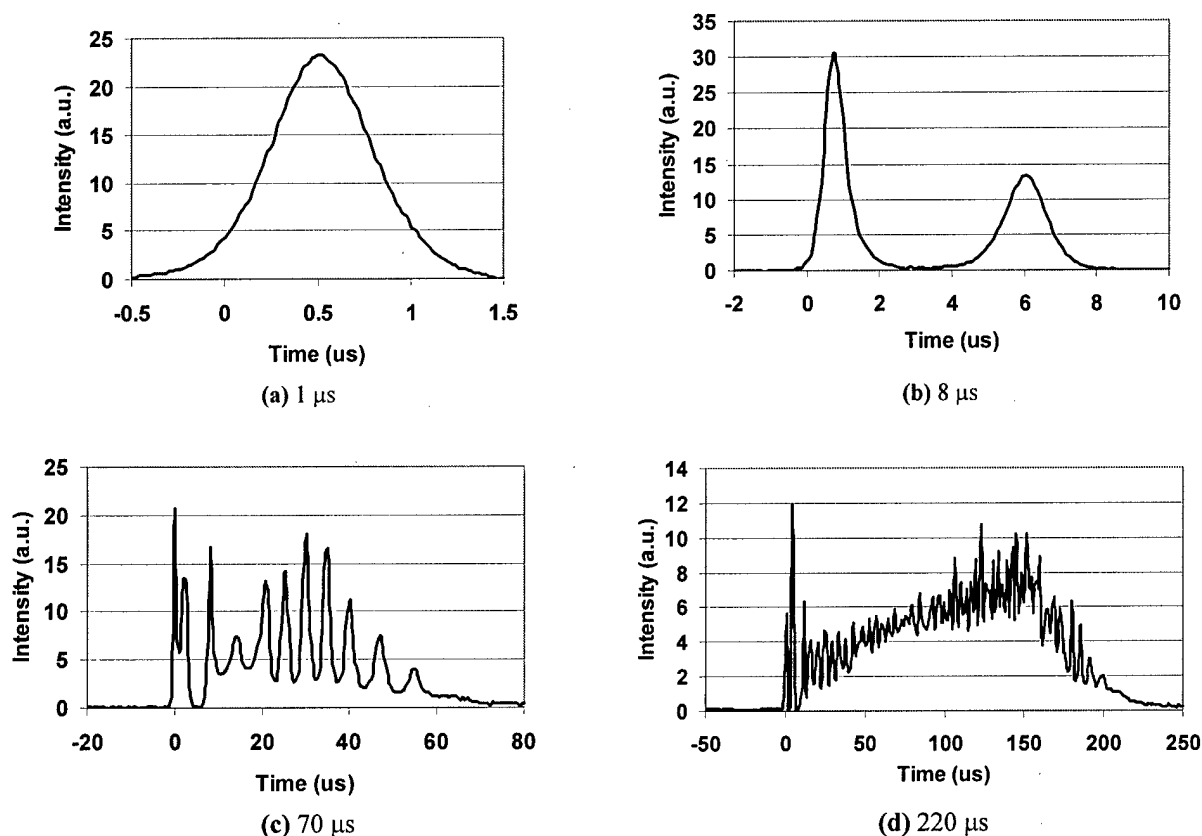 25
20
15
10
5
0
-0.5 0 0.5 1 1.5
Intensity (a.u.)
Time (us)
(a) 1 μs
35
30
25
20
15
10
5
0
-2 0 2 4 6 8 10
Intensity (a.u.)
Time (us)
(b) 8 μs
25
20
15
10
5
0
-20 0 20 40 60 80
Intensity (a.u.)
Time (us)
(c) 70 μs
14
12
10
8
6
4
2
0
-50 0 50 100 150 200 250
Intensity (a.u.)
Time (us)
(d) 220 μs